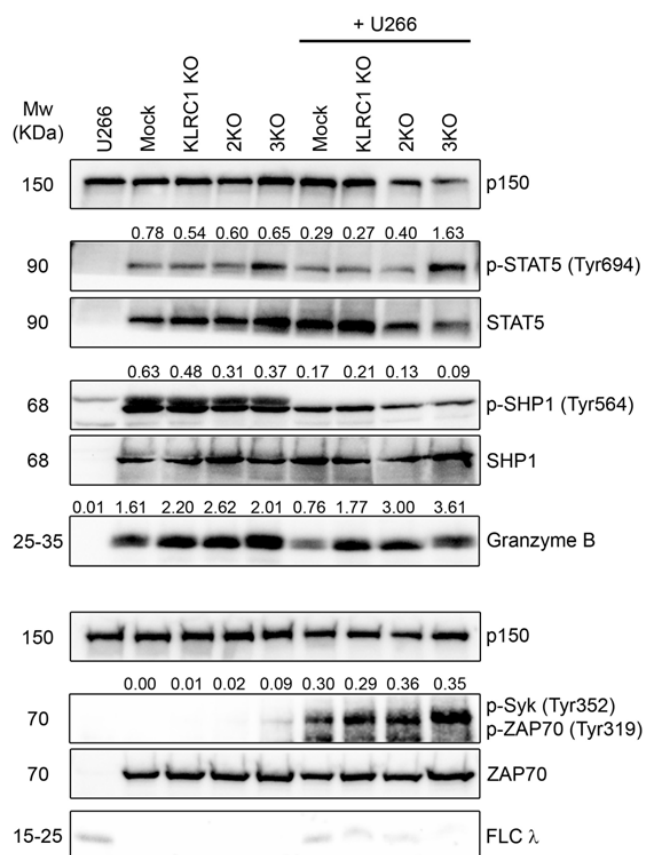 + U266
Mw
(KDa)
U266
Mock
KLRC1 KO
2KO
3KO
Mock
KLRC1 KO
2KO
3KO
150 p150
0.78 0.54 0.60 0.65 0.29 0.27 0.40 1.63
90 p-STAT5 (Tyr694)
90 STAT5
0.63 0.48 0.31 0.37 0.17 0.21 0.13 0.09
68 p-SHP1 (Tyr564)
68 SHP1
0.01 1.61 2.20 2.62 2.01 0.76 1.77 3.00 3.61
25-35 Granzyme B
150 p150
0.00 0.01 0.02 0.09 0.30 0.29 0.36 0.35
70 p-Syk (Tyr352)
p-ZAP70 (Tyr319)
70 ZAP70
15-25 FLC λ